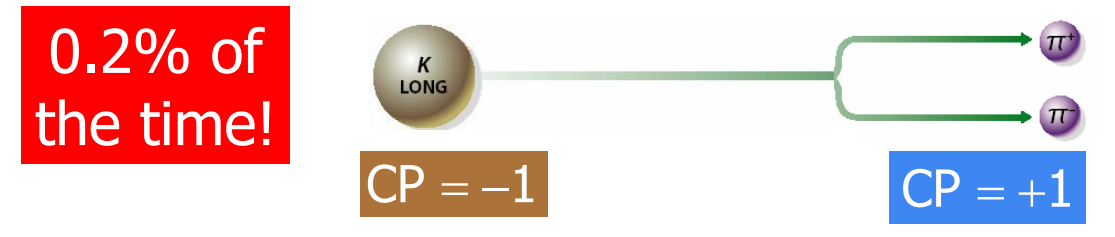 0.2% of
the time!
K
LONG
π⁺
π⁻
CP = −1
CP = +1